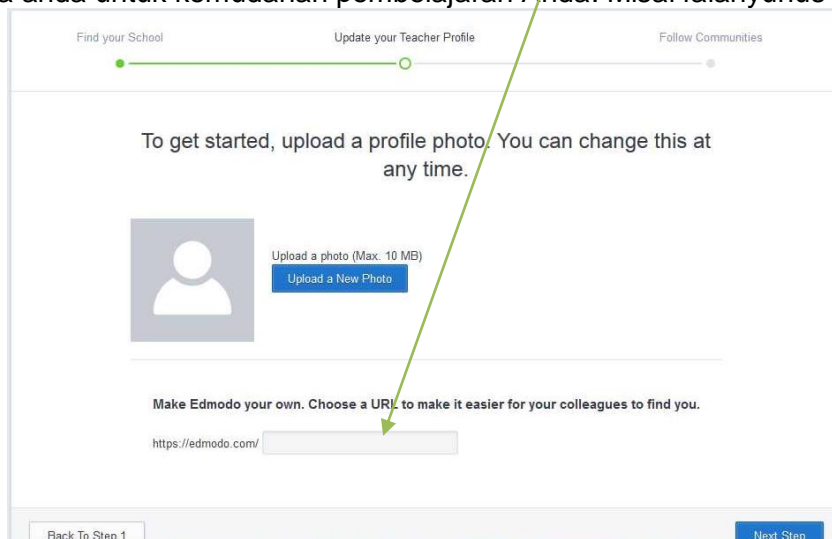 anda untuk kemudahan pembelajaran Anda. Misal
Find your School Update your Teacher Profile Follow Communities
To get started, upload a profile photo. You can change this at
any time.
Upload a photo (Max. 10 MB)
Upload a New Photo
Make Edmodo your own. Choose a URL to make it easier for your colleagues to find you.
https://edmodo.com/
Back To Step 1 Next Step